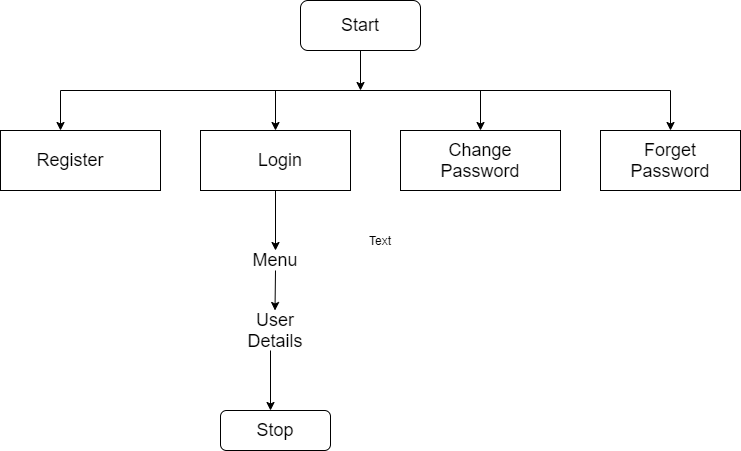 Start
Register
Login
Change
Password
Forget
Password
Text
Menu
User
Details
Stop